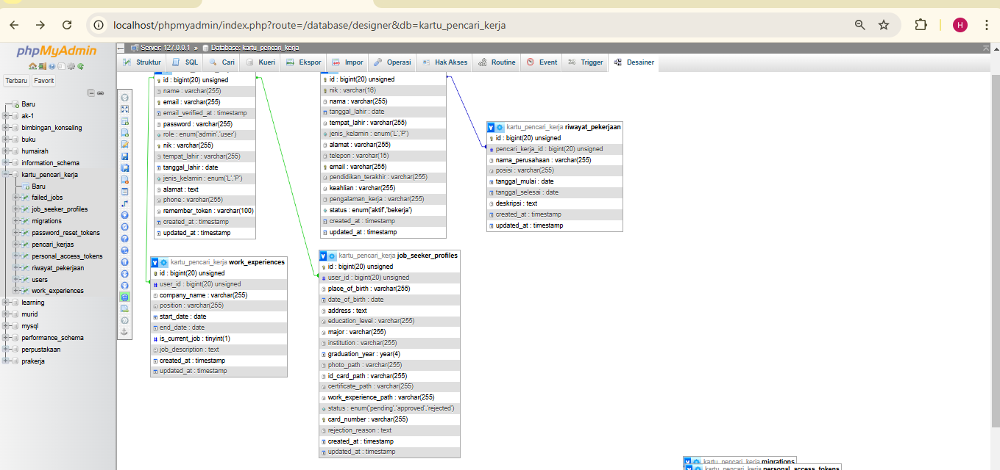 localhost/phpmyadmin/index.php?route=/database/designer&db=kartu_pencari_kerja
H
phpMyAdmin
Terbaru Favorit
Baru
ak-1
bimbingan_konseling
buku
humairah
information_schema
kartu_pencari_kerja
Baru
failed_jobs
job_seeker_profiles
migrations
password_reset_tokens
pencari_kerjas
personal_access_tokens
riwayat_pekerjaan
users
work_experiences
learning
murid
mysql
performance_schema
perpustakaan
prakerja
Server: 127.0.0.1 » Database: kartu_pencari_kerja
Struktur SQL Cari Kueri Ekspor Impor Operasi Hak Akses Routine Event Trigger Desainer
id : bigint(20) unsigned
name : varchar(255)
email : varchar(255)
email_verified_at : timestamp
password : varchar(255)
role : enum('admin','user')
nik : varchar(255)
tempat_lahir : varchar(255)
tanggal_lahir : date
jenis_kelamin : enum('L','P')
alamat : text
phone : varchar(255)
remember_token : varchar(100)
created_at : timestamp
updated_at : timestamp
id : bigint(20) unsigned
nik : varchar(16)
nama : varchar(255)
tanggal_lahir : date
tempat_lahir : varchar(255)
jenis_kelamin : enum('L','P')
alamat : varchar(255)
telepon : varchar(15)
email : varchar(255)
pendidikan_terakhir : varchar(255)
keahlian : varchar(255)
pengalaman_kerja : varchar(255)
status : enum('aktif','bekerja')
created_at : timestamp
updated_at : timestamp
kartu_pencari_kerja riwayat_pekerjaan
id : bigint(20) unsigned
pencari_kerja_id : bigint(20) unsigned
nama_perusahaan : varchar(255)
posisi : varchar(255)
tanggal_mulai : date
tanggal_selesai : date
deskripsi : text
created_at : timestamp
updated_at : timestamp
kartu_pencari_kerja work_experiences
id : bigint(20) unsigned
user_id : bigint(20) unsigned
company_name : varchar(255)
position : varchar(255)
start_date : date
end_date : date
is_current_job : tinyint(1)
job_description : text
created_at : timestamp
updated_at : timestamp
kartu_pencari_kerja job_seeker_profiles
id : bigint(20) unsigned
user_id : bigint(20) unsigned
place_of_birth : varchar(255)
date_of_birth : date
address : text
education_level : varchar(255)
major : varchar(255)
institution : varchar(255)
graduation_year : year(4)
photo_path : varchar(255)
id_card_path : varchar(255)
certificate_path : varchar(255)
work_experience_path : varchar(255)
status : enum('pending','approved','rejected')
card_number : varchar(255)
rejection_reason : text
created_at : timestamp
updated_at : timestamp
kartu_pencari_kerja migrations
kartu_pencari_kerja personal_access_tokens